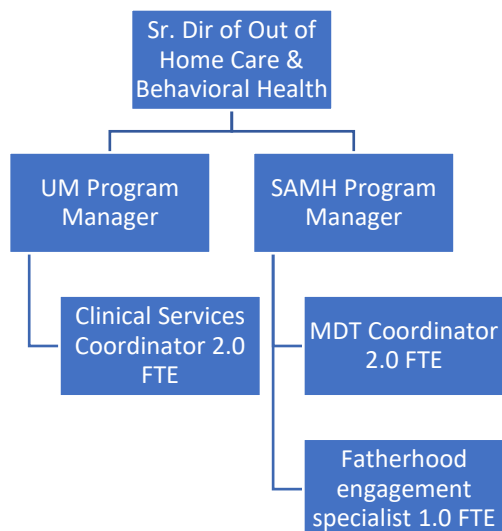 Sr. Dir of Out of
Home Care &
Behavioral Health
UM Program
Manager
SAMH Program
Manager
Clinical Services
Coordinator 2.0
FTE
MDT Coordinator
2.0 FTE
Fatherhood
engagement
specialist 1.0 FTE